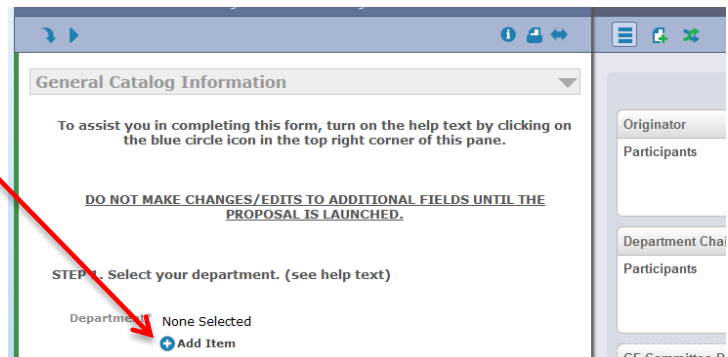 General Catalog Information
To assist you in completing this form, turn on the help text by clicking on
the blue circle icon in the top right corner of this pane.
DO NOT MAKE CHANGES/EDITS TO ADDITIONAL FIELDS UNTIL THE
PROPOSAL IS LAUNCHED.
STEP 1. Select your department. (see help text)
Department* None Selected
Add Item
Originator
Participants
Department Chai
Participants